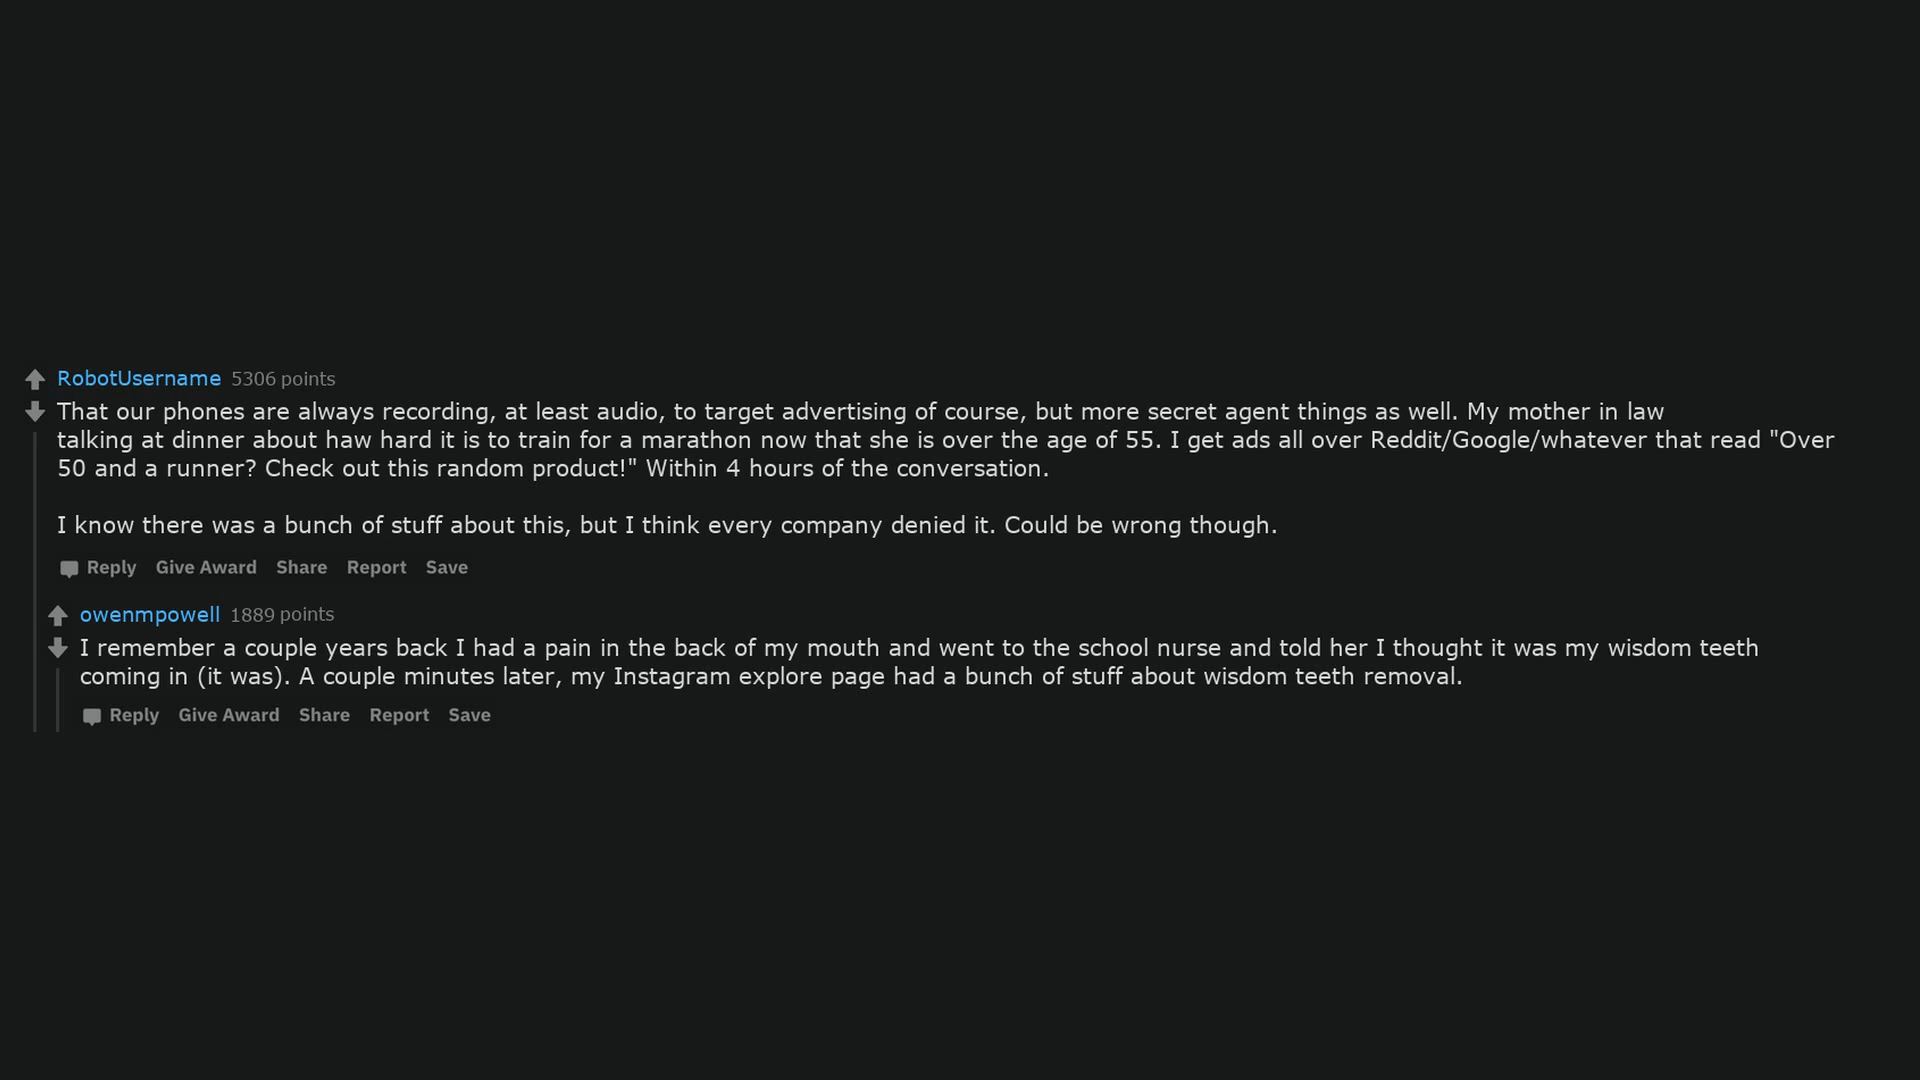 RobotUsername 5306 points
That our phones are always recording, at least audio, to target advertising of course, but more secret agent things as well. My mother in law
talking at dinner about haw hard it is to train for a marathon now that she is over the age of 55. I get ads all over Reddit/Google/whatever that read "Over
50 and a runner? Check out this random product!" Within 4 hours of the conversation.
I know there was a bunch of stuff about this, but I think every company denied it. Could be wrong though.
Reply Give Award Share Report Save
owenmpowell 1889 points
I remember a couple years back I had a pain in the back of my mouth and went to the school nurse and told her I thought it was my wisdom teeth
coming in (it was). A couple minutes later, my Instagram explore page had a bunch of stuff about wisdom teeth removal.
Reply Give Award Share Report Save